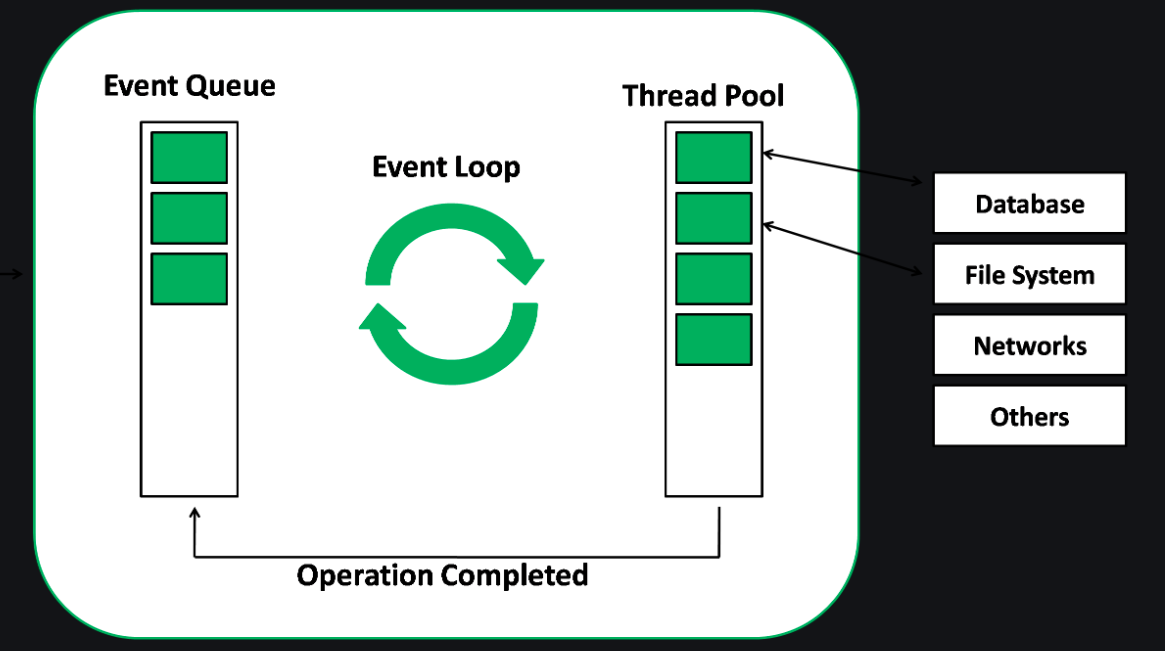 Event Queue
Thread Pool
Event Loop
Database
File System
Networks
Others
Operation Completed